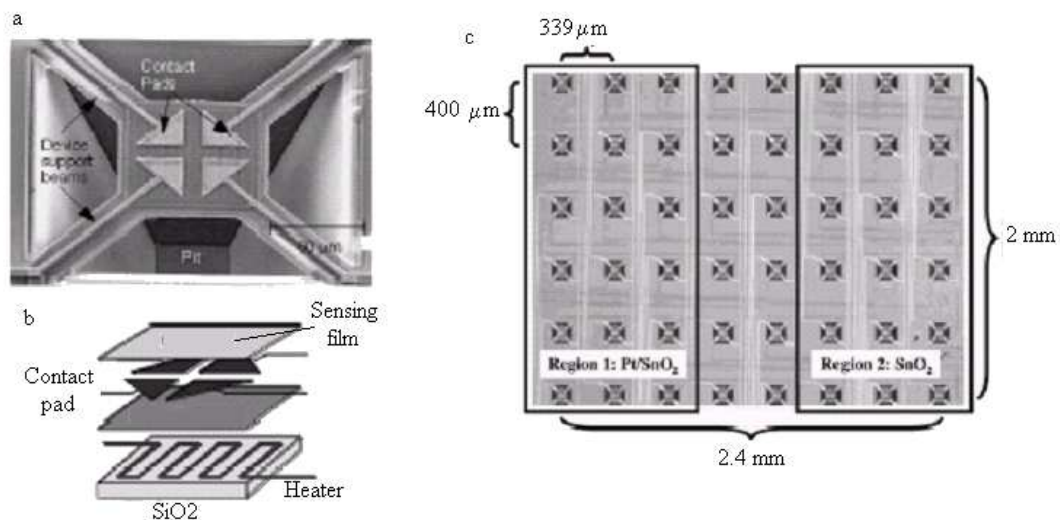 a
Contact
Pads
Device
support
beams
Pit
µm
b
Sensing
film
Contact
pad
Heater
SiO2
c
339 µm
400 µm
2 mm
Region 1: Pt/SnO₂
Region 2: SnO₂
2.4 mm